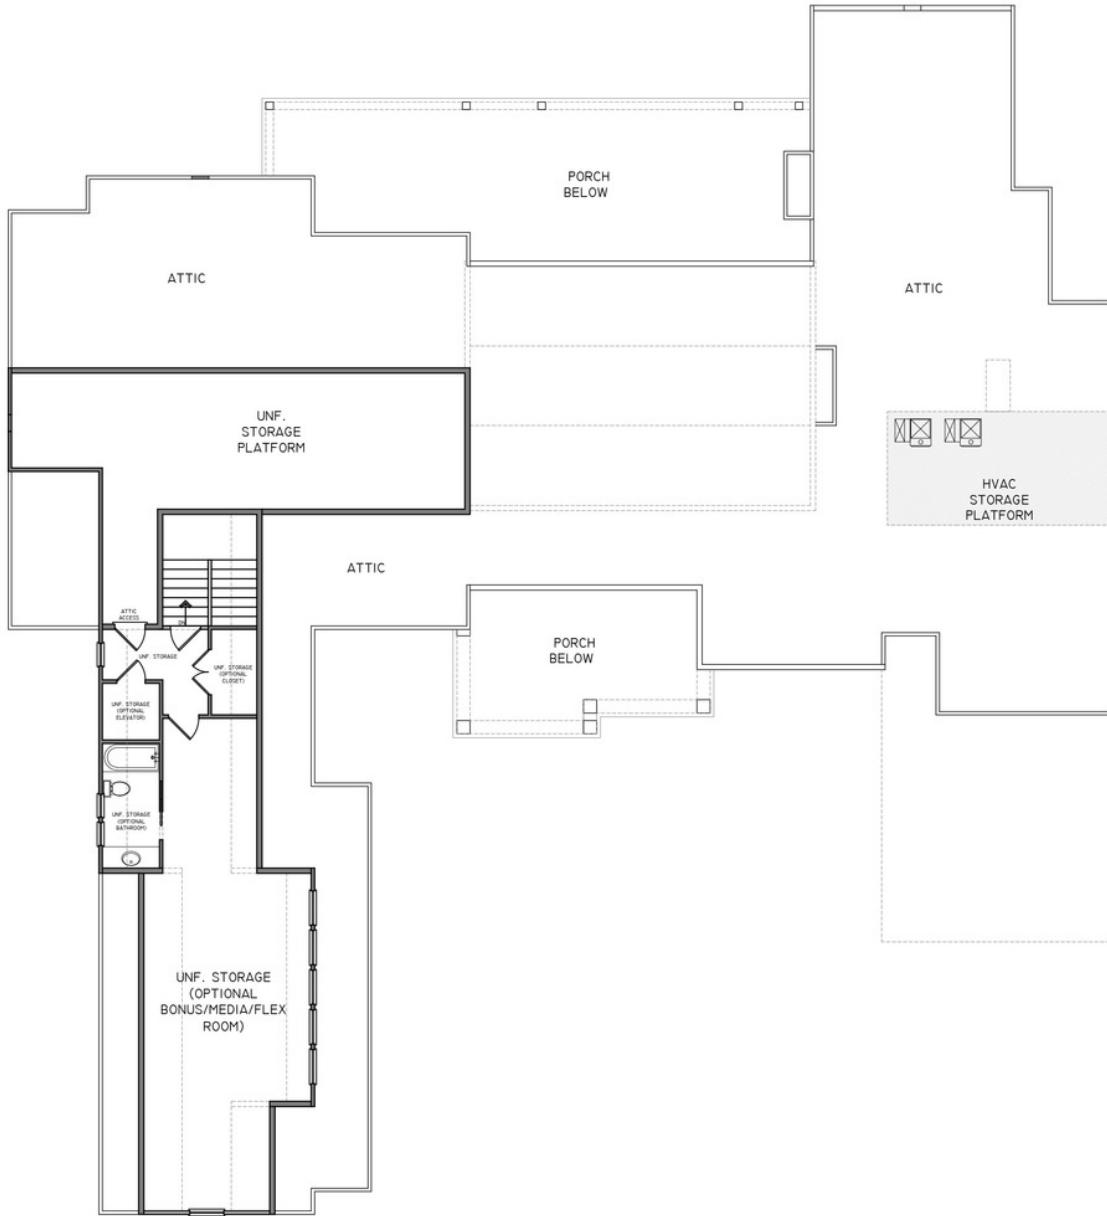 PORCH
BELOW
ATTIC
ATTIC
UNF.
STORAGE
PLATFORM
HVAC
STORAGE
PLATFORM
ATTIC
ATTIC
ACCESS
DN
UNF. STORAGE
UNF. STORAGE
(OPTIONAL
CLOSET)
PORCH
BELOW
UNF. STORAGE
(OPTIONAL
ELEVATOR)
UNF. STORAGE
(OPTIONAL
BATHROOM)
UNF. STORAGE
(OPTIONAL
BONUS/MEDIA/FLEX
ROOM)